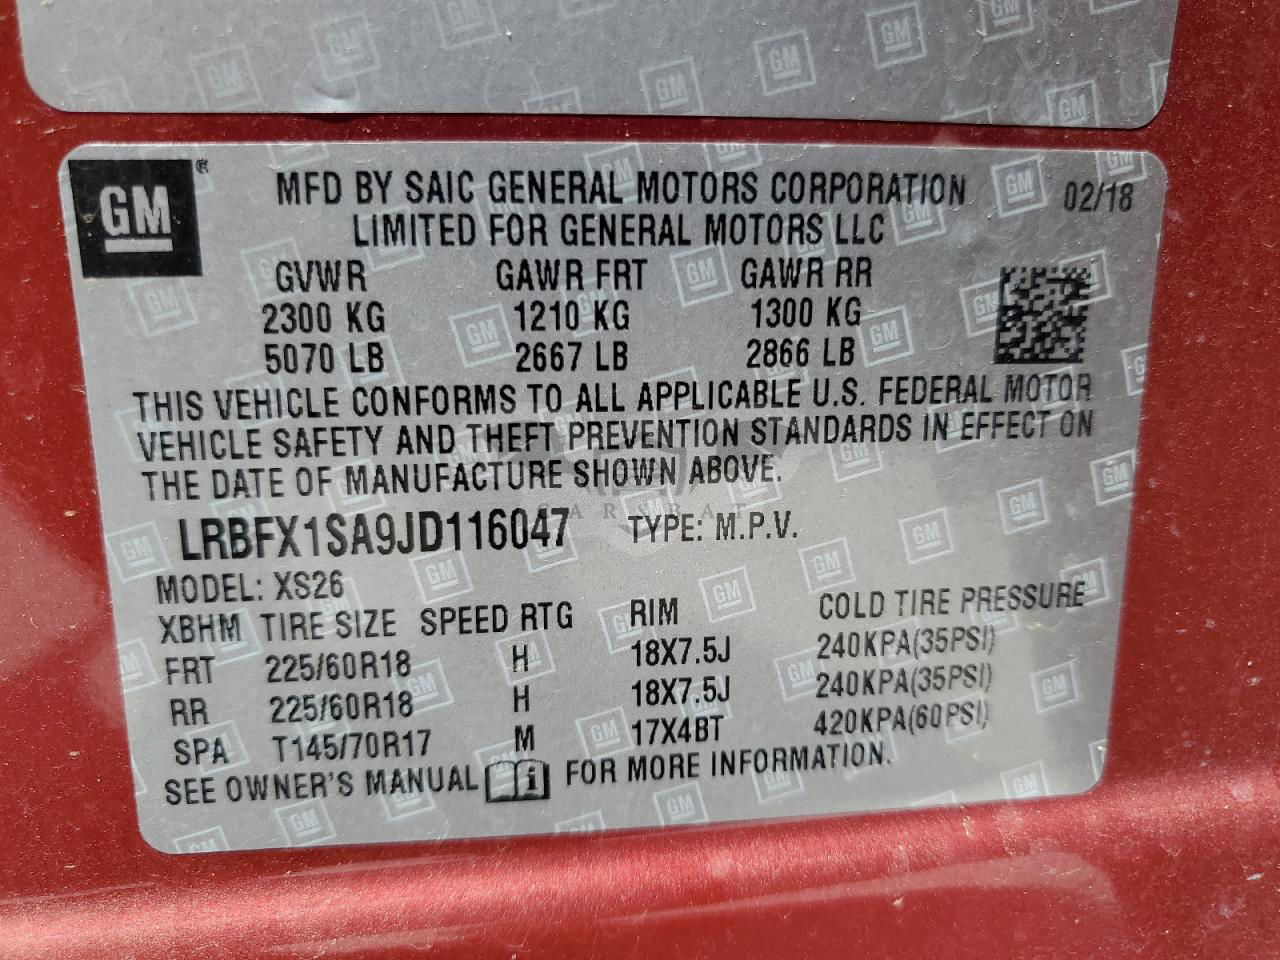 GM®
MFD BY SAIC GENERAL MOTORS CORPORATION
LIMITED FOR GENERAL MOTORS LLC
02/18
GVWR GAWR FRT GAWR RR
2300 KG 1210 KG 1300 KG
5070 LB 2667 LB 2866 LB
THIS VEHICLE CONFORMS TO ALL APPLICABLE U.S. FEDERAL MOTOR
VEHICLE SAFETY AND THEFT PREVENTION STANDARDS IN EFFECT ON
THE DATE OF MANUFACTURE SHOWN ABOVE.
LRBFX1SA9JD116047 TYPE: M.P.V.
MODEL: XS26
XBHM TIRE SIZE SPEED RTG RIM COLD TIRE PRESSURE
FRT 225/60R18 H 18X7.5J 240KPA(35PSI)
RR 225/60R18 H 18X7.5J 240KPA(35PSI)
SPA T145/70R17 M 17X4BT 420KPA(60PSI)
SEE OWNER'S MANUAL i FOR MORE INFORMATION.